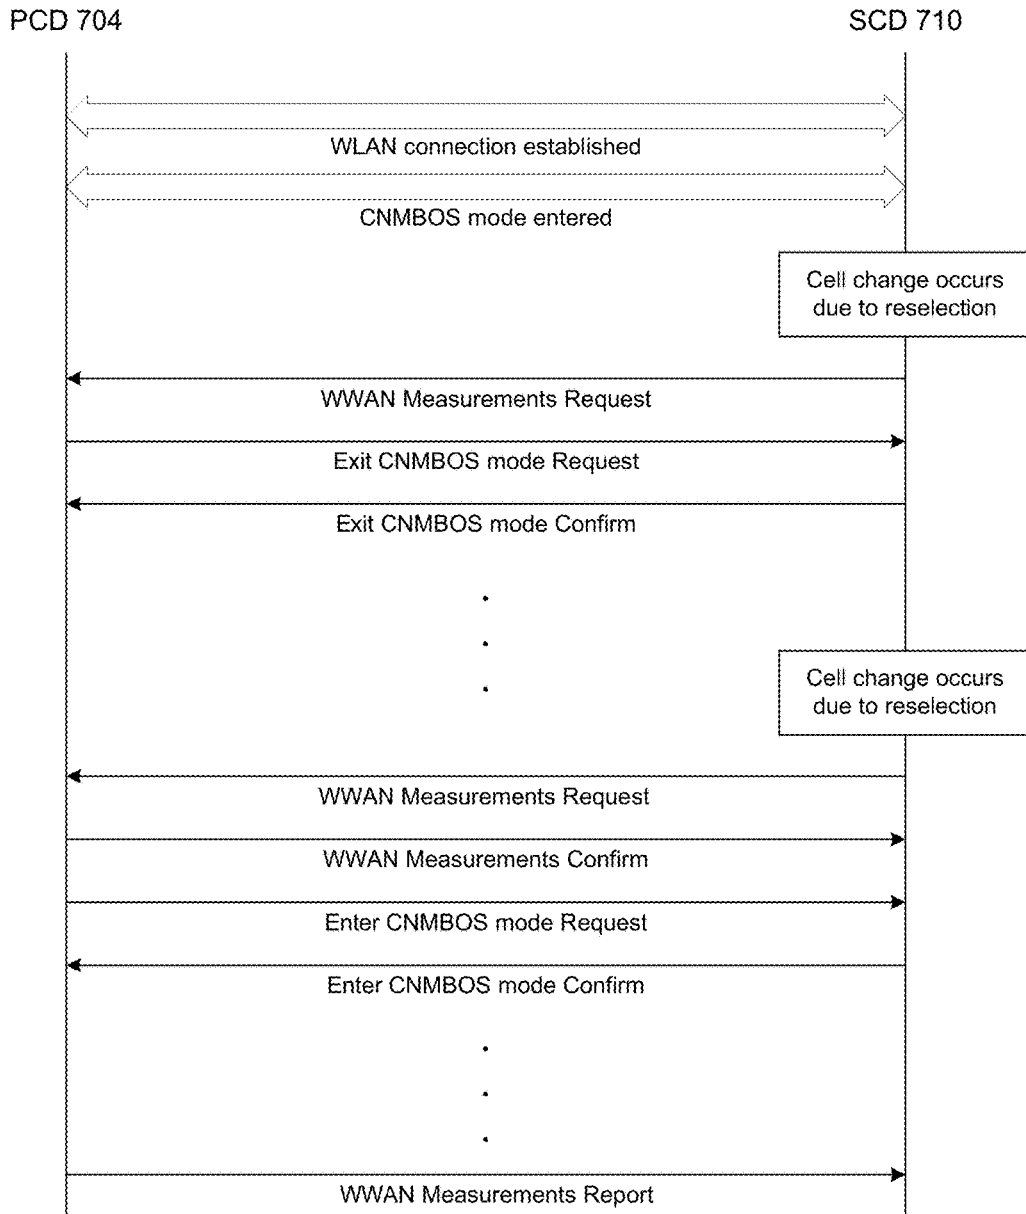 PCD 704
SCD 710
WLAN connection established
CNMBOS mode entered
Cell change occurs
due to reselection
WWAN Measurements Request
Exit CNMBOS mode Request
Exit CNMBOS mode Confirm
Cell change occurs
due to reselection
WWAN Measurements Request
WWAN Measurements Confirm
Enter CNMBOS mode Request
Enter CNMBOS mode Confirm
WWAN Measurements Report